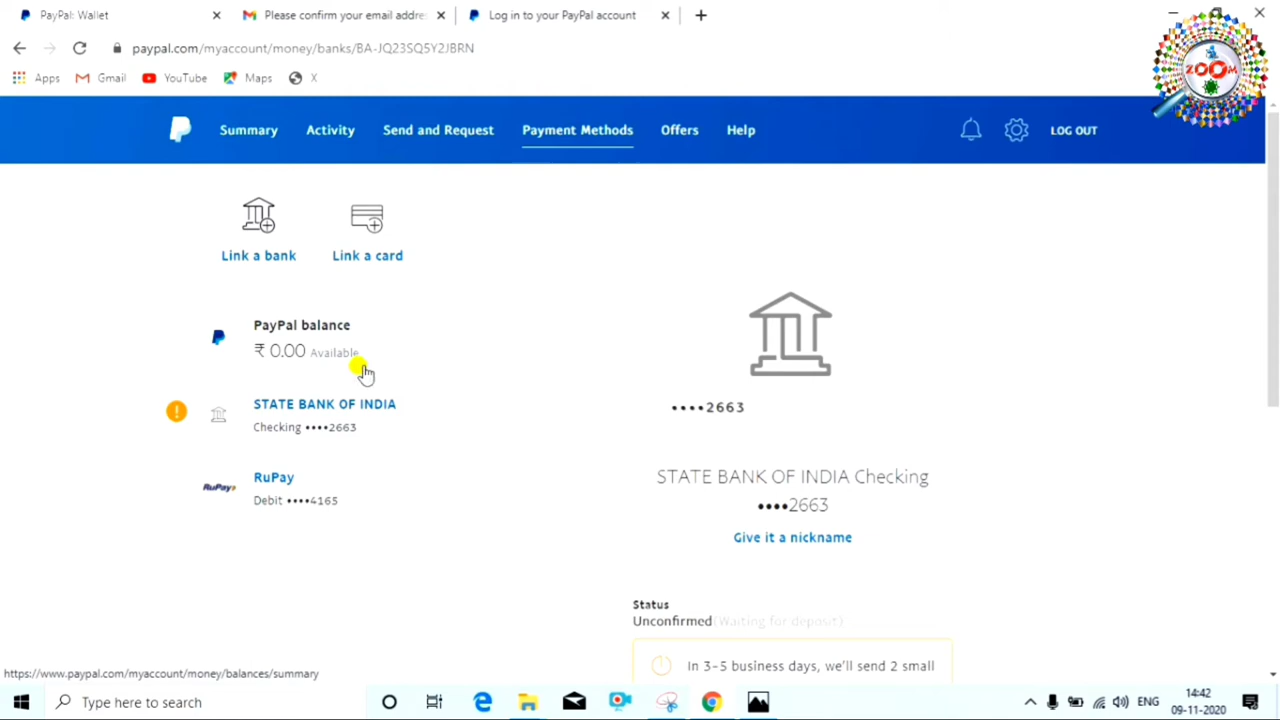 PayPal: Wallet
Please confirm your email addre
Log in to your PayPal account
paypal.com/myaccount/money/banks/BA-JQ23SQ5Y2JBRN
Apps
Gmail
YouTube
Maps
X
ZOOM
Summary
Activity
Send and Request
Payment Methods
Offers
Help
LOG OUT
Link a bank
Link a card
PayPal balance
₹ 0.00 Available
STATE BANK OF INDIA
Checking ••••2663
RuPay
RuPay
Debit ••••4165
••••2663
STATE BANK OF INDIA Checking
••••2663
Give it a nickname
Status
Unconfirmed (Waiting for deposit)
In 3-5 business days, we'll send 2 small
https://www.paypal.com/myaccount/money/balances/summary
Type here to search
ENG
14:42
09-11-2020